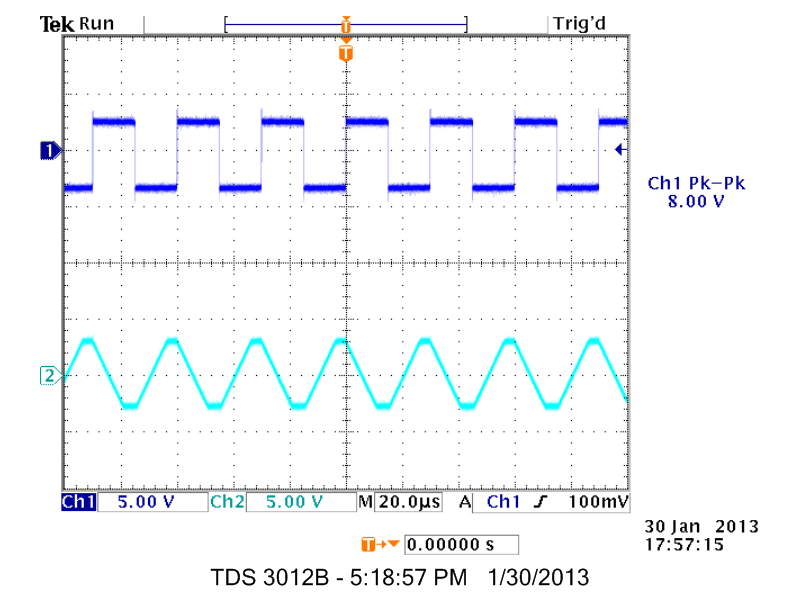 Tek Run Trig'd
T
T
1
Ch1 Pk-Pk
8.00 V
2
Ch1 5.00 V Ch2 5.00 V M 20.0µs A Ch1 ∫ 100mV
T 0.00000 s
30 Jan 2013
17:57:15
TDS 3012B - 5:18:57 PM 1/30/2013